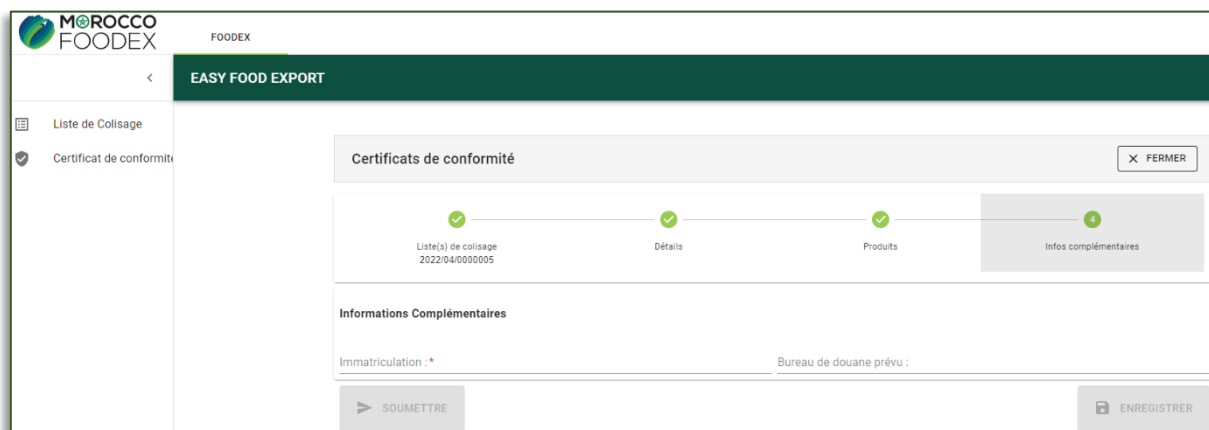 MOROCCO
FOODEX
FOODEX
EASY FOOD EXPORT
Liste de Colisage
Certificat de conformité
Certificats de conformité
FERMER
4
Liste(s) de colisage
2022/04/0000005
Détails
Produits
Infos complémentaires
Informations Complémentaires
Immatriculation :*
Bureau de douane prévu :
SOUMETTRE
ENREGISTRER